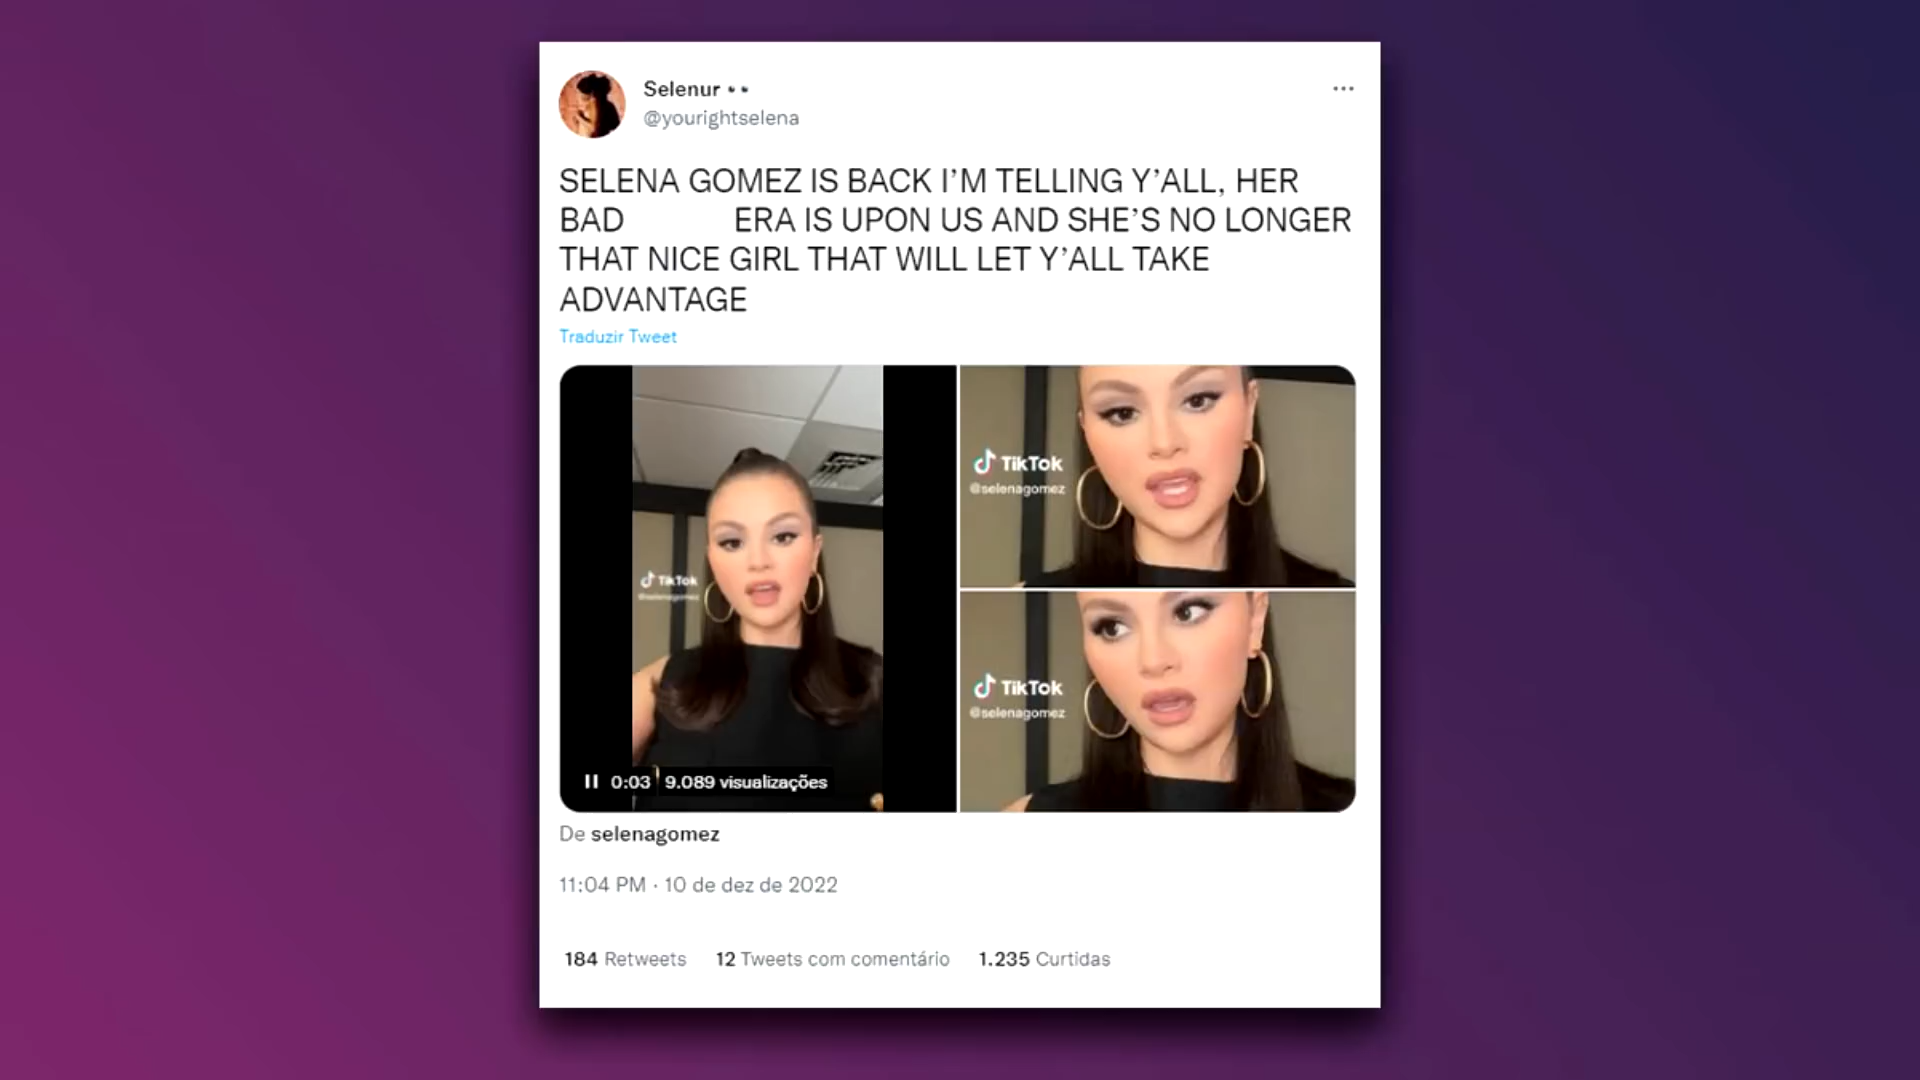 Selenur
@yourightselena
SELENA GOMEZ IS BACK I’M TELLING Y’ALL, HER
BAD ERA IS UPON US AND SHE’S NO LONGER
THAT NICE GIRL THAT WILL LET Y’ALL TAKE
ADVANTAGE
Traduzir Tweet
TikTok
@selenagomez
0:03 9.089 visualizações
TikTok
@selenagomez
TikTok
@selenagomez
De selenagomez
11:04 PM · 10 de dez de 2022
184 Retweets 12 Tweets com comentário 1.235 Curtidas